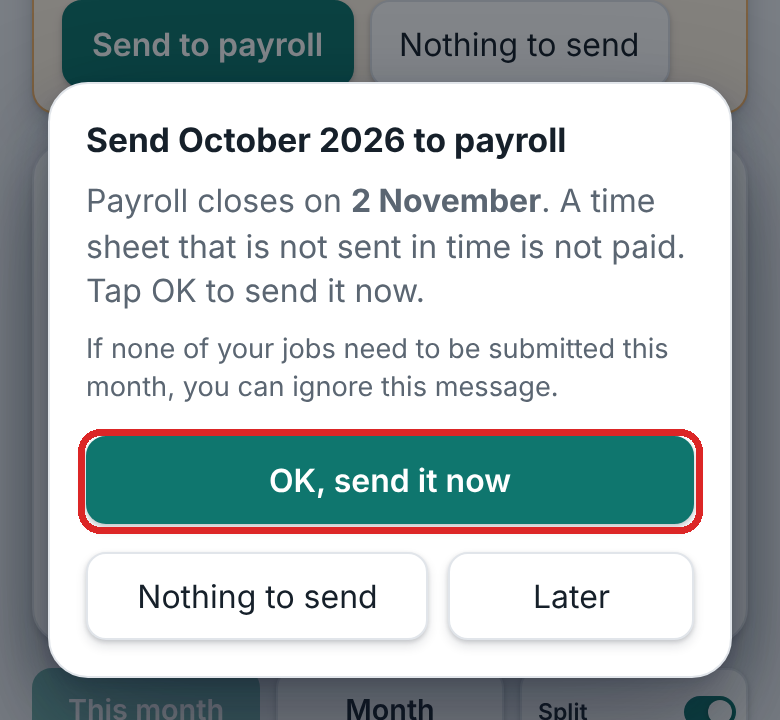 Send to payroll
Nothing to send
Send October 2026 to payroll
Payroll closes on 2 November. A time
sheet that is not sent in time is not paid.
Tap OK to send it now.
If none of your jobs need to be submitted this
month, you can ignore this message.
OK, send it now
Nothing to send
Later
This month
Month
Split